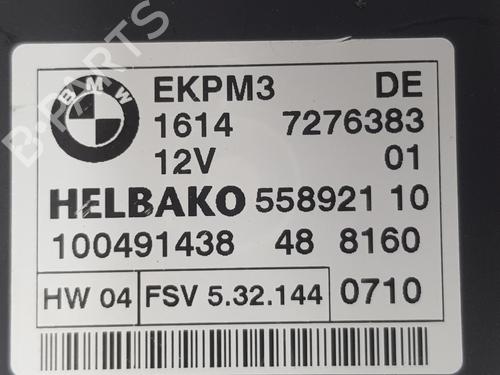 B-PARTS
BMW
EKPM3 DE
1614 7276383
12V 01
HELBAKO 558921 10
100491438 48 8160
HW 04 FSV 5.32.144 0710